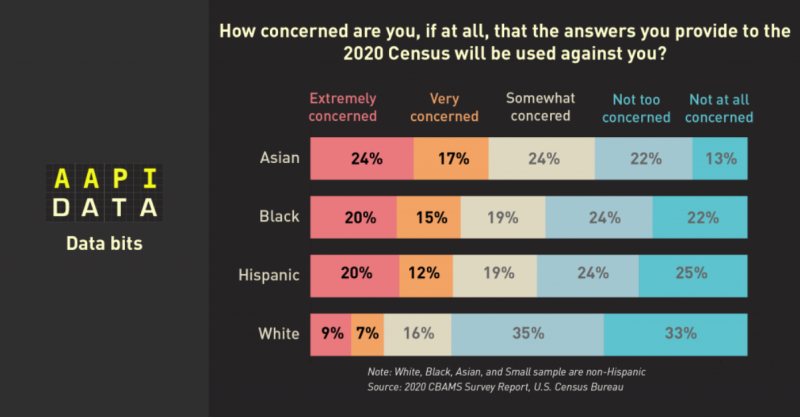 How concerned are you, if at all, that the answers you provide to the
2020 Census will be used against you?
Extremely concerned
Very concerned
Somewhat concered
Not too concerned
Not at all concerned
Asian 24% 17% 24% 22% 13%
Black 20% 15% 19% 24% 22%
Hispanic 20% 12% 19% 24% 25%
White 9% 7% 16% 35% 33%
Note: White, Black, Asian, and Small sample are non-Hispanic
Source: 2020 CBAMS Survey Report, U.S. Census Bureau
AAPI
DATA
Data bits